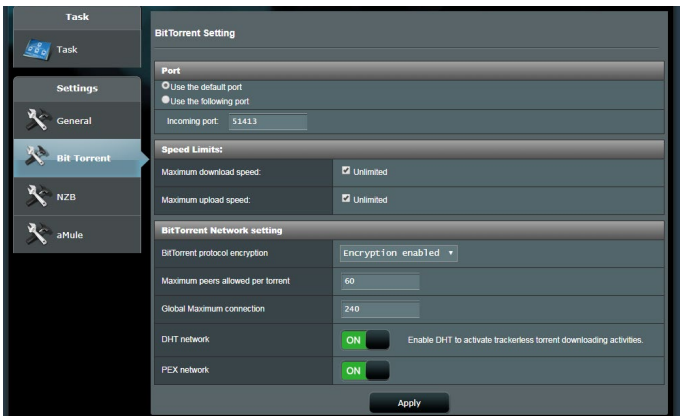 Task
Task
Settings
General
Bit Torrent
NZB
aMule
BitTorrent Setting
Port
Use the default port
Use the following port
Incoming port: 51413
Speed Limits:
Maximum download speed: Unlimited
Maximum upload speed: Unlimited
BitTorrent Network setting
BitTorrent protocol encryption Encryption enabled
Maximum peers allowed per torrent 60
Global Maximum connection 240
DHT network ON Enable DHT to activate trackerless torrent downloading activities.
PEX network ON
Apply